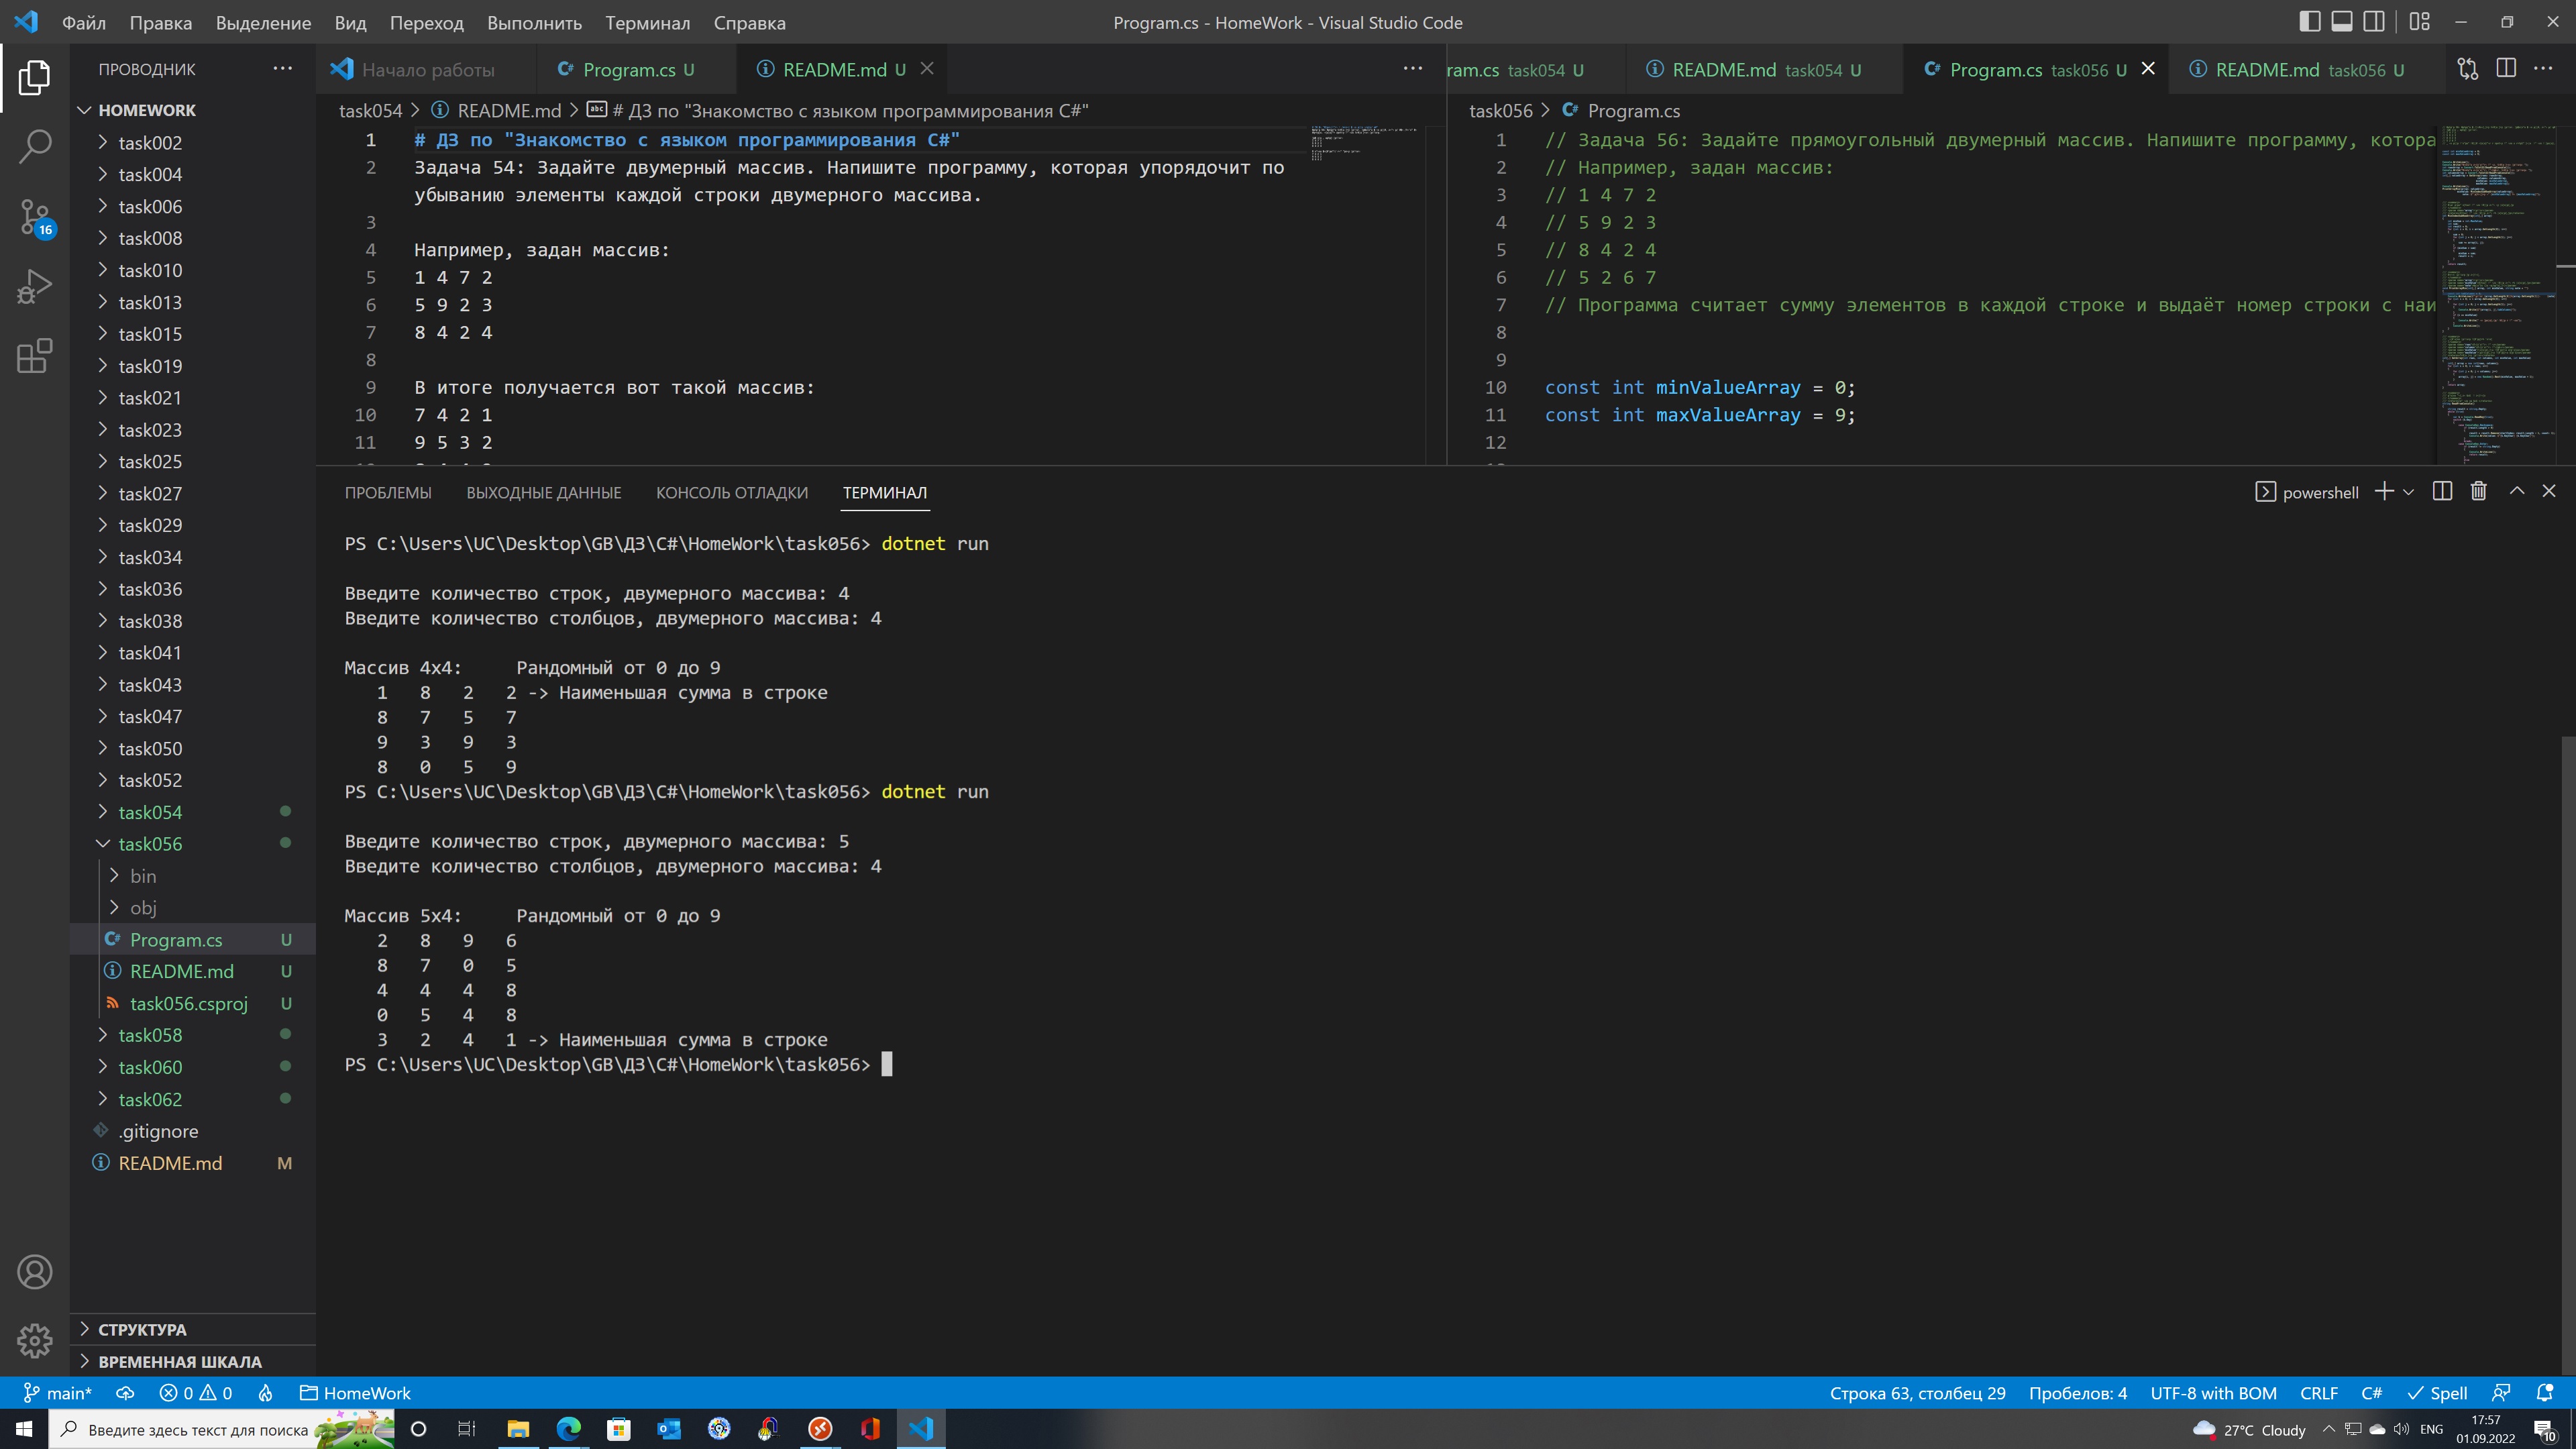 Файл Правка Выделение Вид Переход Выполнить Терминал Справка
Program.cs - HomeWork - Visual Studio Code
ПРОВОДНИК
HOMEWORK
task002
task004
task006
task008
task010
task013
task015
task019
task021
task023
task025
task027
task029
task034
task036
task038
task041
task043
task047
task050
task052
task054
task056
bin
obj
Program.cs U
README.md U
task056.csproj U
task058
task060
task062
.gitignore
README.md M
СТРУКТУРА
ВРЕМЕННАЯ ШКАЛА
16
Начало работы Program.cs U README.md U
task054 > README.md > # ДЗ по "Знакомство с языком программирования C#"
1 # ДЗ по "Знакомство с языком программирования C#"
2 Задача 54: Задайте двумерный массив. Напишите программу, которая упорядочит по
убыванию элементы каждой строки двумерного массива.
3
4 Например, задан массив:
5 1 4 7 2
6 5 9 2 3
7 8 4 2 4
8
9 В итоге получается вот такой массив:
10 7 4 2 1
11 9 5 3 2
ram.cs task054 U README.md task054 U Program.cs task056 U README.md task056 U
task056 > Program.cs
1 // Задача 56: Задайте прямоугольный двумерный массив. Напишите программу, котора
2 // Например, задан массив:
3 // 1 4 7 2
4 // 5 9 2 3
5 // 8 4 2 4
6 // 5 2 6 7
7 // Программа считает сумму элементов в каждой строке и выдаёт номер строки с наи
8
9
10 const int minValueArray = 0;
11 const int maxValueArray = 9;
12
ПРОБЛЕМЫ ВЫХОДНЫЕ ДАННЫЕ КОНСОЛЬ ОТЛАДКИ ТЕРМИНАЛ
powershell
PS C:\Users\UC\Desktop\GB\ДЗ\C#\HomeWork\task056> dotnet run
Введите количество строк, двумерного массива: 4
Введите количество столбцов, двумерного массива: 4
Массив 4x4: Рандомный от 0 до 9
1 8 2 2 -> Наименьшая сумма в строке
8 7 5 7
9 3 9 3
8 0 5 9
PS C:\Users\UC\Desktop\GB\ДЗ\C#\HomeWork\task056> dotnet run
Введите количество строк, двумерного массива: 5
Введите количество столбцов, двумерного массива: 4
Массив 5x4: Рандомный от 0 до 9
2 8 9 6
8 7 0 5
4 4 4 8
0 5 4 8
3 2 4 1 -> Наименьшая сумма в строке
PS C:\Users\UC\Desktop\GB\ДЗ\C#\HomeWork\task056>
main* 0 0 HomeWork
Строка 63, столбец 29 Пробелов: 4 UTF-8 with BOM CRLF C# Spell
Введите здесь текст для поиска
27°C Cloudy ENG
17:57
01.09.2022
10